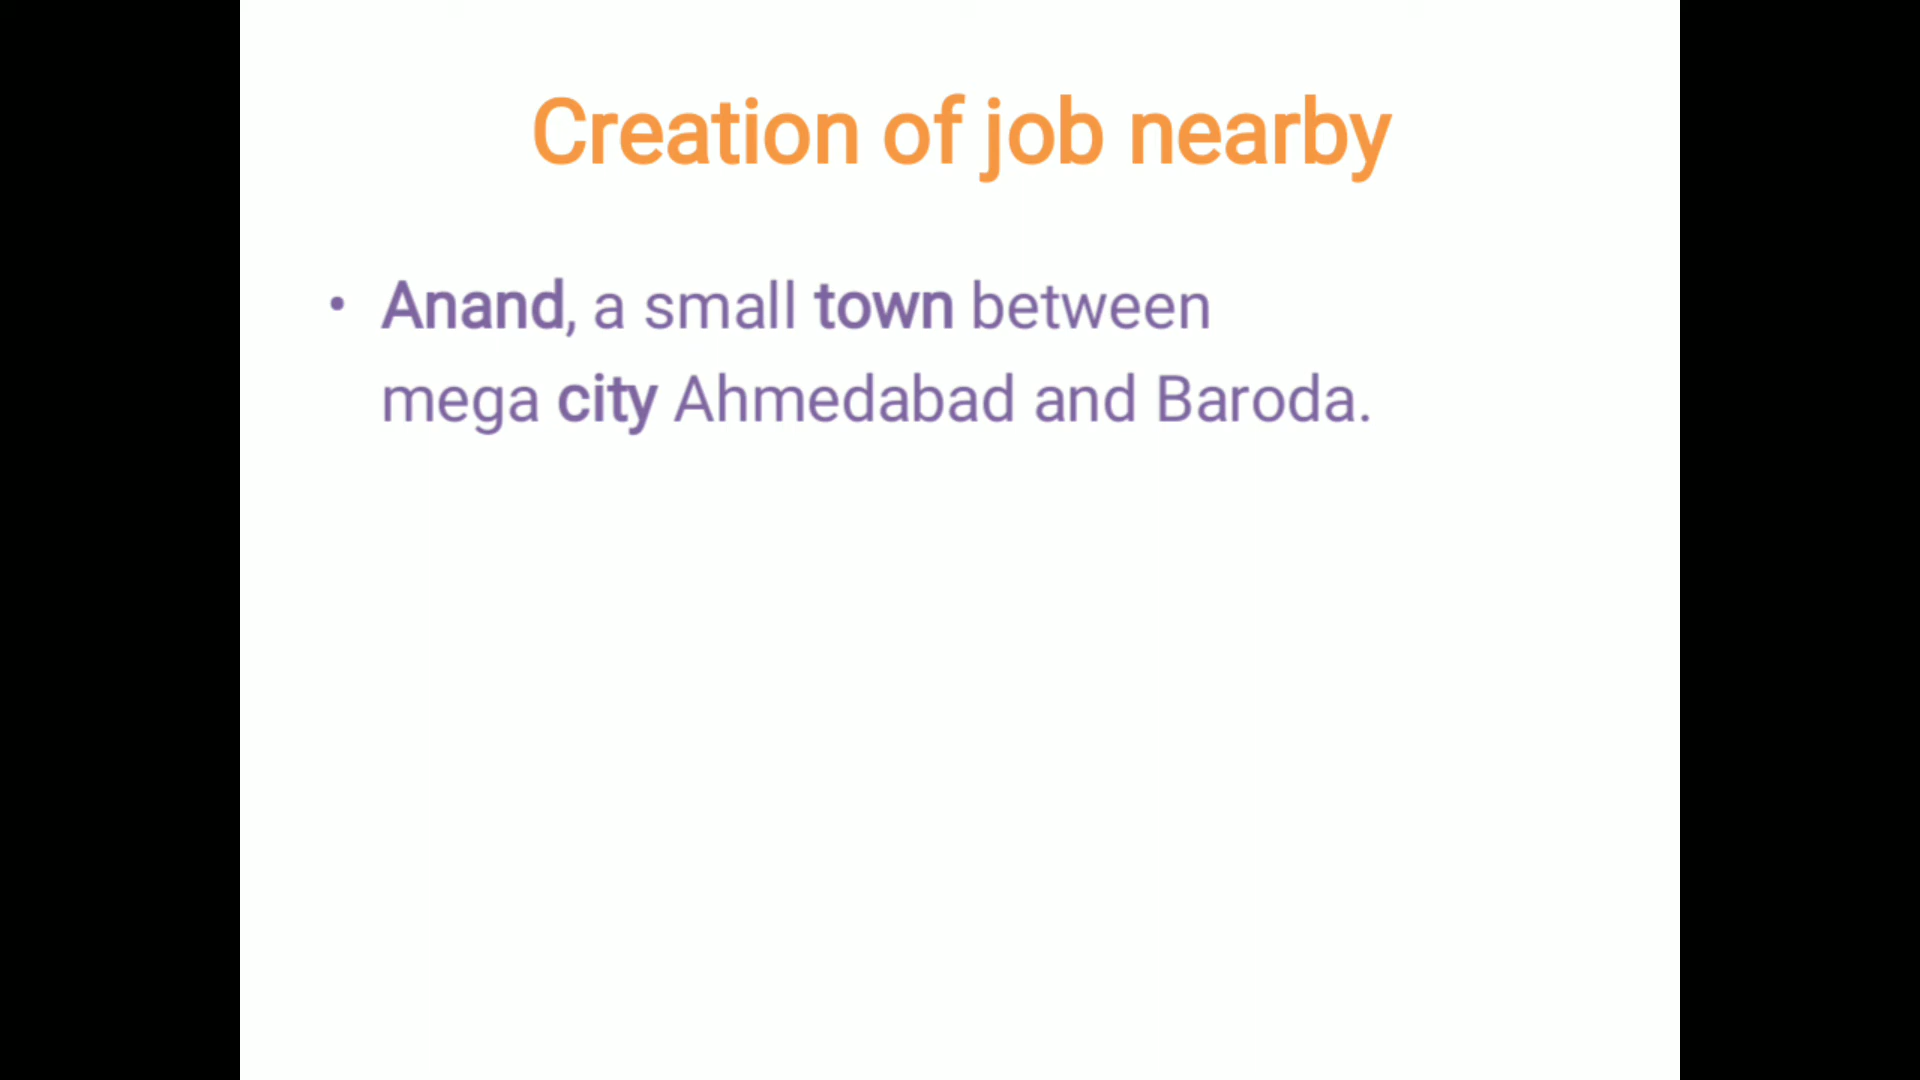 Creation of job nearby
• Anand, a small town between
mega city Ahmedabad and Baroda.